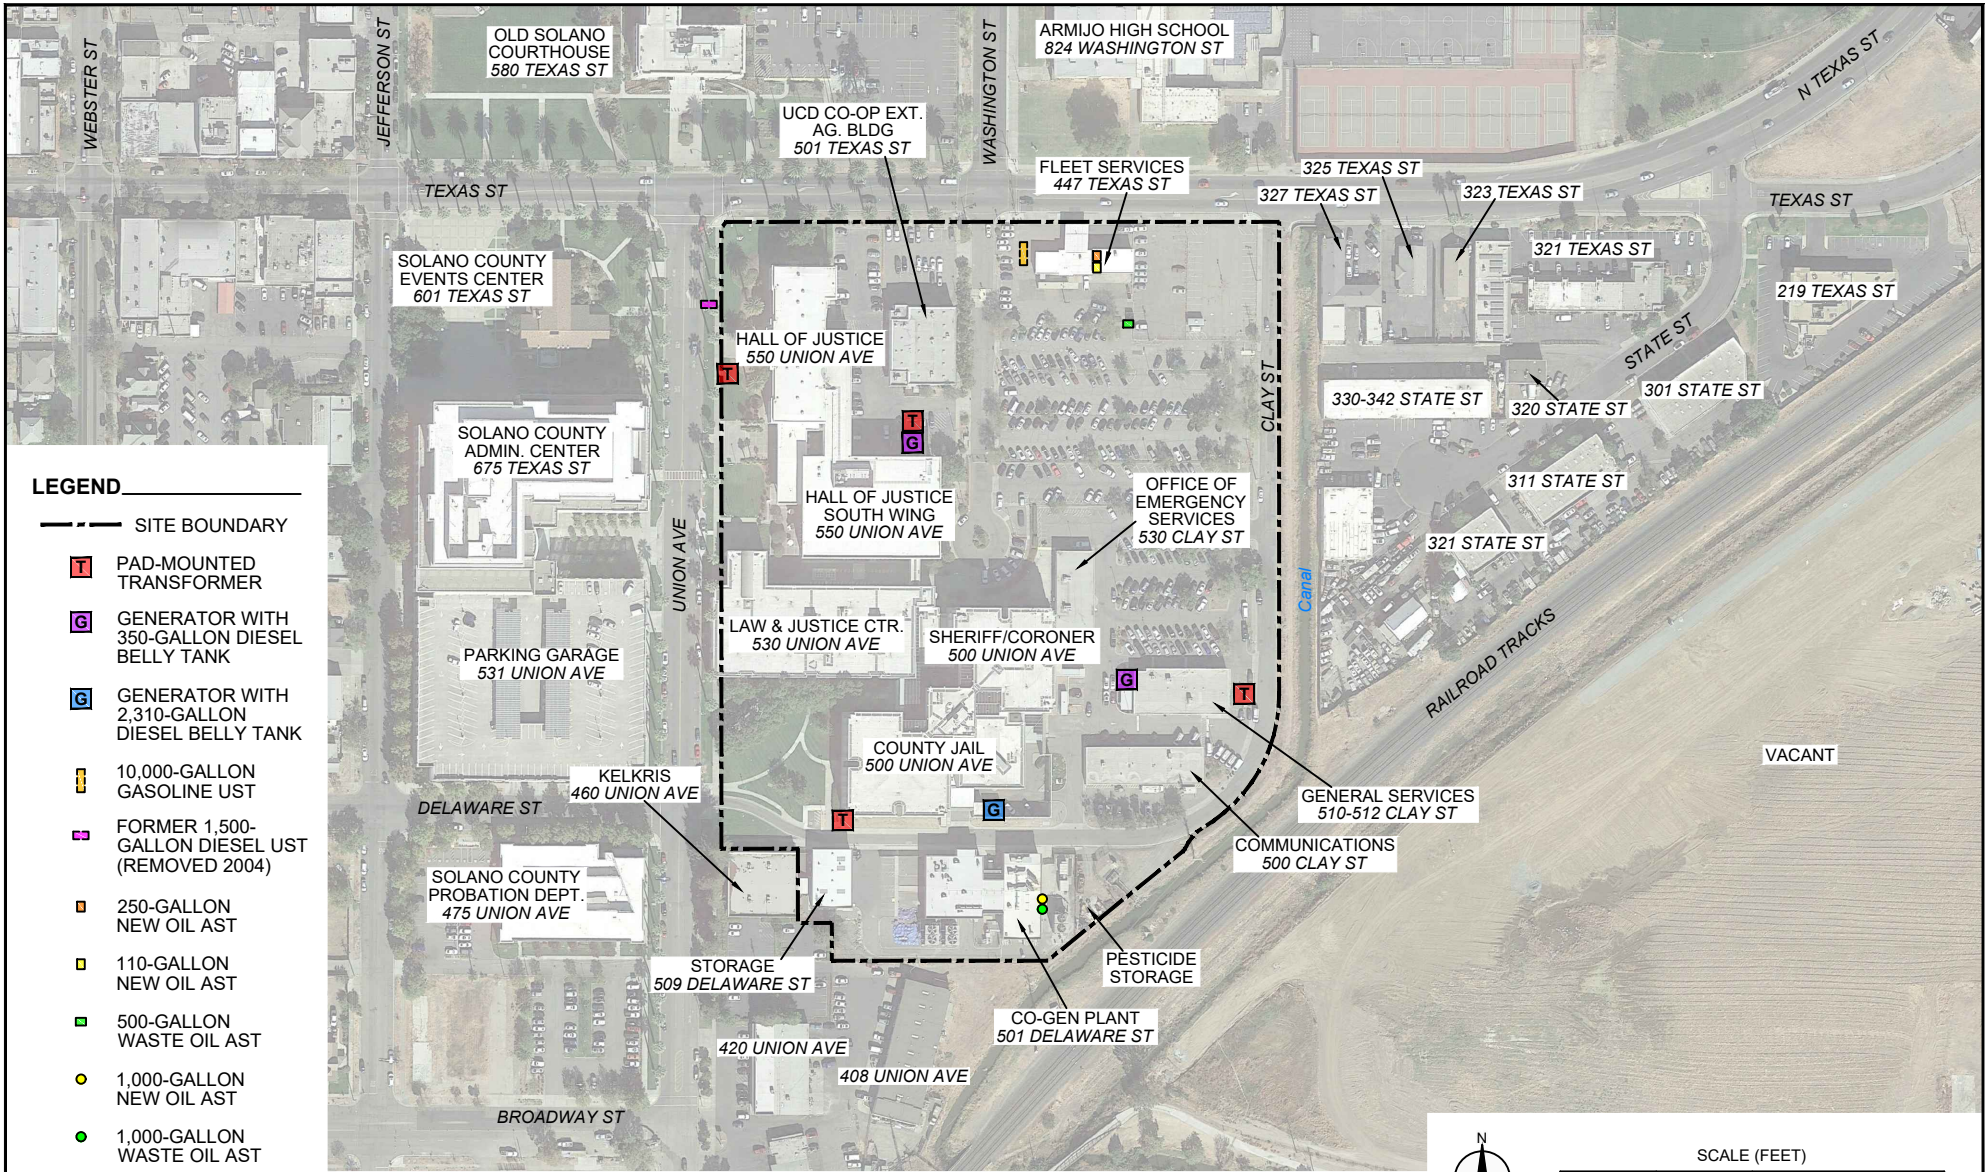 OLD SOLANO
COURTHOUSE
580 TEXAS ST
ARMIJO HIGH SCHOOL
824 WASHINGTON ST
WEBSTER ST
JEFFERSON ST
WASHINGTON ST
N TEXAS ST
UCD CO-OP EXT.
AG. BLDG
501 TEXAS ST
FLEET SERVICES
447 TEXAS ST
325 TEXAS ST
327 TEXAS ST
323 TEXAS ST
TEXAS ST
TEXAS ST
321 TEXAS ST
219 TEXAS ST
SOLANO COUNTY
EVENTS CENTER
601 TEXAS ST
HALL OF JUSTICE
550 UNION AVE
T
STATE ST
CLAY ST
330-342 STATE ST
320 STATE ST
301 STATE ST
T
G
SOLANO COUNTY
ADMIN. CENTER
675 TEXAS ST
HALL OF JUSTICE
SOUTH WING
550 UNION AVE
OFFICE OF
EMERGENCY
SERVICES
530 CLAY ST
311 STATE ST
321 STATE ST
UNION AVE
Canal
LAW & JUSTICE CTR.
530 UNION AVE
SHERIFF/CORONER
500 UNION AVE
PARKING GARAGE
531 UNION AVE
G
T
RAILROAD TRACKS
COUNTY JAIL
500 UNION AVE
VACANT
KELKRIS
460 UNION AVE
DELAWARE ST
T
G
GENERAL SERVICES
510-512 CLAY ST
COMMUNICATIONS
500 CLAY ST
SOLANO COUNTY
PROBATION DEPT.
475 UNION AVE
STORAGE
509 DELAWARE ST
PESTICIDE
STORAGE
CO-GEN PLANT
501 DELAWARE ST
420 UNION AVE
408 UNION AVE
BROADWAY ST
LEGEND
SITE BOUNDARY
T PAD-MOUNTED
TRANSFORMER
G GENERATOR WITH
350-GALLON DIESEL
BELLY TANK
G GENERATOR WITH
2,310-GALLON
DIESEL BELLY TANK
10,000-GALLON
GASOLINE UST
FORMER 1,500-
GALLON DIESEL UST
(REMOVED 2004)
250-GALLON
NEW OIL AST
110-GALLON
NEW OIL AST
500-GALLON
WASTE OIL AST
1,000-GALLON
NEW OIL AST
1,000-GALLON
WASTE OIL AST
N
SCALE (FEET)